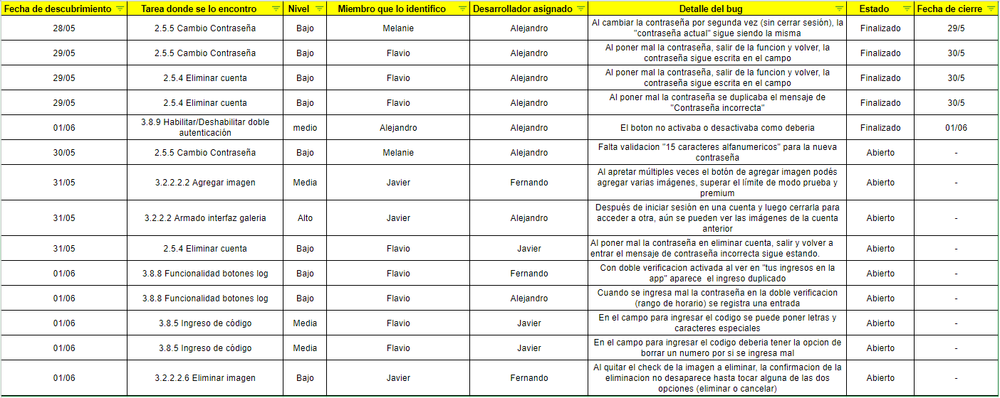 Fecha de descubrimiento Tarea donde se lo encontro Nivel Miembro que lo identifico Desarrollador asignado Detalle del bug Estado Fecha de cierre
28/05 2.5.5 Cambio Contraseña Bajo Melanie Alejandro Al cambiar la contraseña por segunda vez (sin cerrar sesión), la
"contraseña actual" sigue siendo la misma Finalizado 29/5
29/05 2.5.5 Cambio Contraseña Bajo Flavio Alejandro Al poner mal la contraseña, salir de la funcion y volver, la
contraseña sigue escrita en el campo Finalizado 30/5
29/05 2.5.4 Eliminar cuenta Bajo Flavio Alejandro Al poner mal la contraseña, salir de la funcion y volver, la
contraseña sigue escrita en el campo Finalizado 30/5
29/05 2.5.4 Eliminar cuenta Bajo Flavio Alejandro Al poner mal la contraseña se duplicaba el mensaje de
"Contraseña incorrecta" Finalizado 30/5
01/06 3.8.9 Habilitar/Deshabilitar doble
autenticación medio Alejandro Alejandro El boton no activaba o desactivaba como deberia Finalizado 01/06
30/05 2.5.5 Cambio Contraseña Bajo Melanie Alejandro Falta validacion "15 caracteres alfanumericos" para la nueva
contraseña Abierto -
31/05 3.2.2.2.2 Agregar imagen Media Javier Fernando Al apretar múltiples veces el botón de agregar imagen podés
agregar varias imágenes, superar el límite de modo prueba y
premium Abierto -
31/05 3.2.2.2 Armado interfaz galeria Alto Javier Alejandro Después de iniciar sesión en una cuenta y luego cerrarla para
acceder a otra, aún se pueden ver las imágenes de la cuenta
anterior Abierto -
31/05 2.5.4 Eliminar cuenta Bajo Flavio Javier Al poner mal la contraseña en eliminar cuenta, salir y volver a
entrar el mensaje de contraseña incorrecta sigue estando. Abierto -
01/06 3.8.8 Funcionalidad botones log Bajo Flavio Fernando Con doble verificacion activada al ver en "tus ingresos en la
app" aparece el ingreso duplicado Abierto -
01/06 3.8.8 Funcionalidad botones log Bajo Flavio Alejandro Cuando se ingresa mal la contraseña en la doble verificacion
(rango de horario) se registra una entrada Abierto -
01/06 3.8.5 Ingreso de código Media Flavio Javier En el campo para ingresar el codigo se puede poner letras y
caracteres especiales Abierto -
01/06 3.8.5 Ingreso de código Media Flavio Javier En el campo para ingresar el codigo deberia tener la opcion de
borrar un numero por si se ingresa mal Abierto -
01/06 3.2.2.2.6 Eliminar imagen Bajo Javier Fernando Al quitar el check de la imagen a eliminar, la confirmacion de la
eliminacion no desaparece hasta tocar alguna de las dos
opciones (eliminar o cancelar) Abierto -